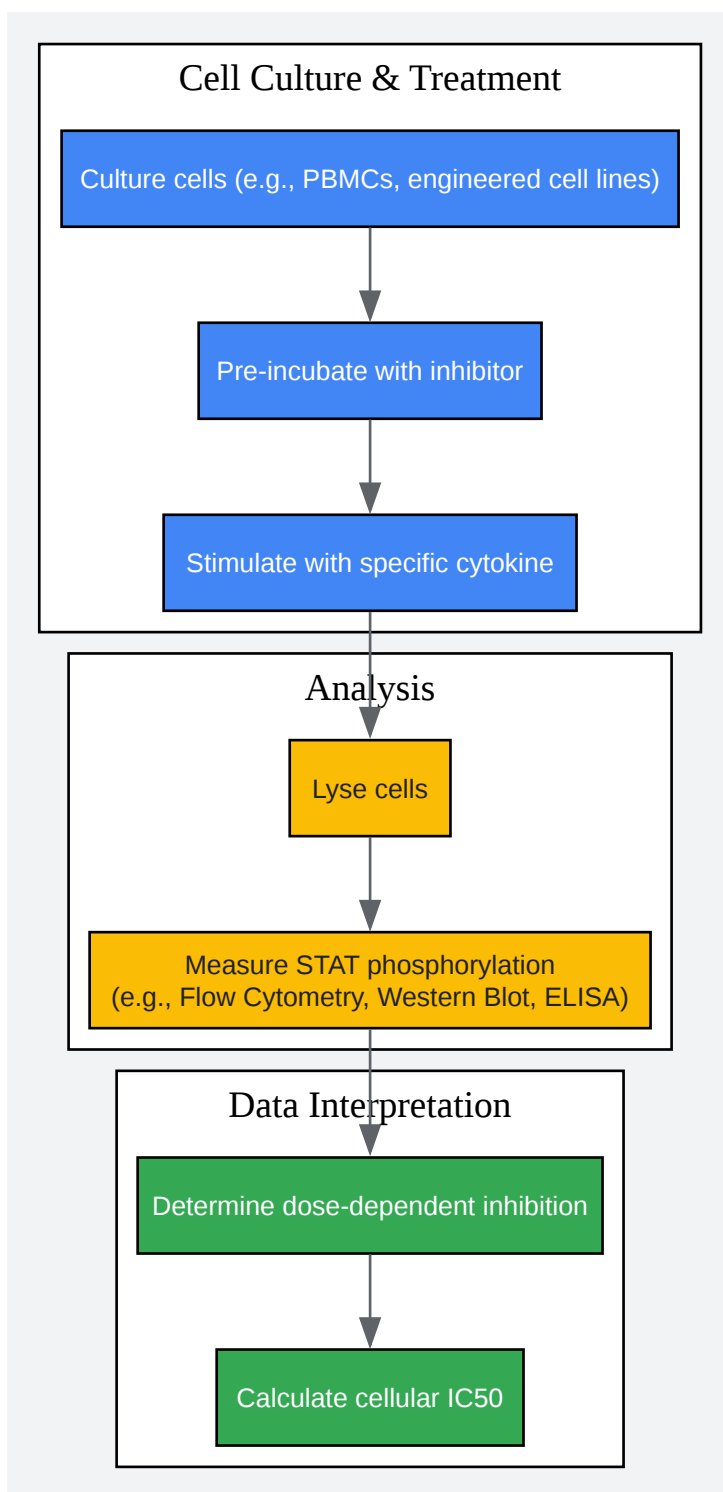 Cell Culture & Treatment
Culture cells (e.g., PBMCs, engineered cell lines)
Pre-incubate with inhibitor
Stimulate with specific cytokine
Analysis
Lyse cells
Measure STAT phosphorylation
(e.g., Flow Cytometry, Western Blot, ELISA)
Data Interpretation
Determine dose-dependent inhibition
Calculate cellular IC50